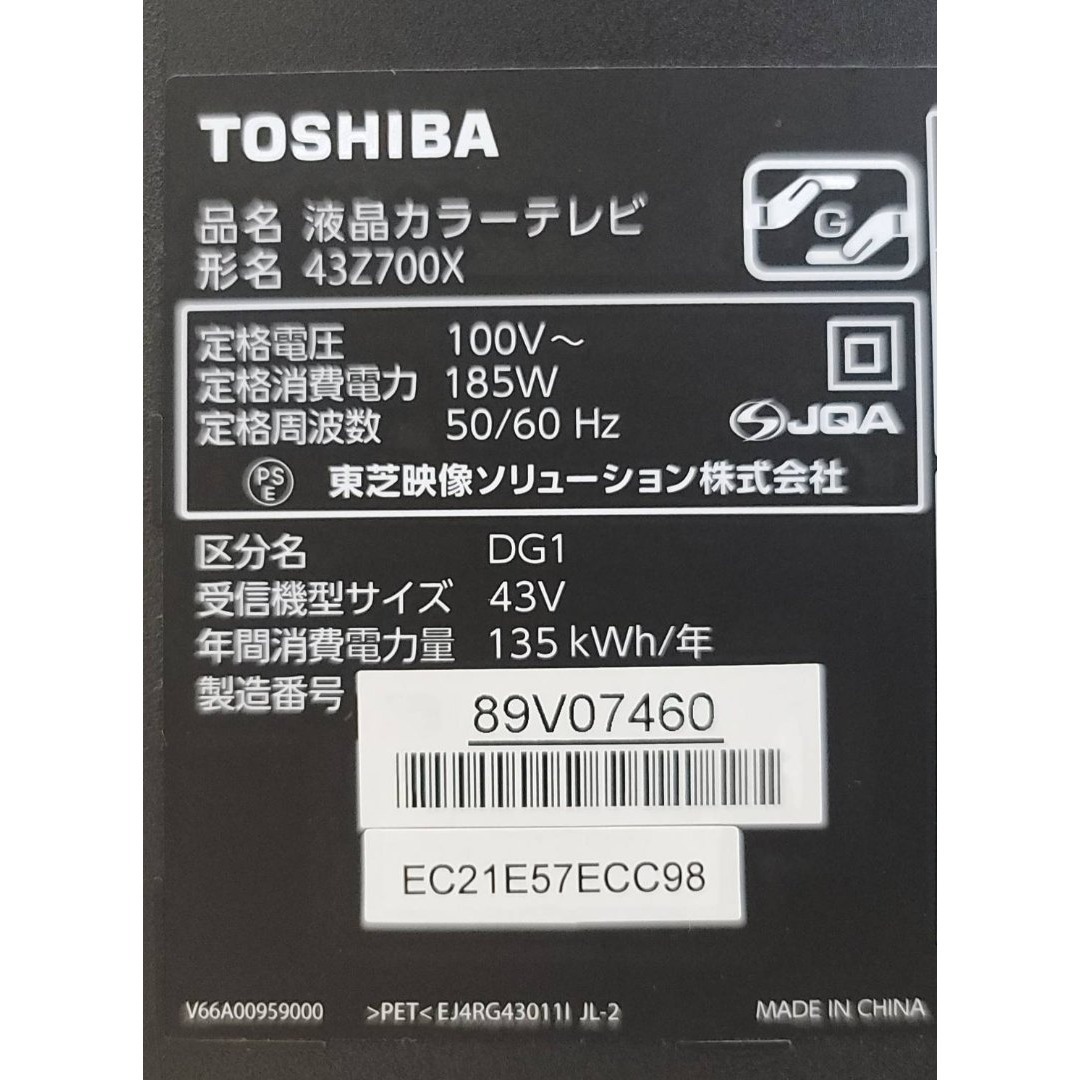 TOSHIBA
品名 液晶カラーテレビ
形名 43Z700X
G
定格電圧 100V～
定格消費電力 185W
定格周波数 50/60 Hz
JQA
PS
E
東芝映像ソリューション株式会社
区分名 DG1
受信機型サイズ 43V
年間消費電力量 135 kWh/年
製造番号 89V07460
EC21E57ECC98
V66A00959000 >PET< EJ4RG43011I JL-2 MADE IN CHINA